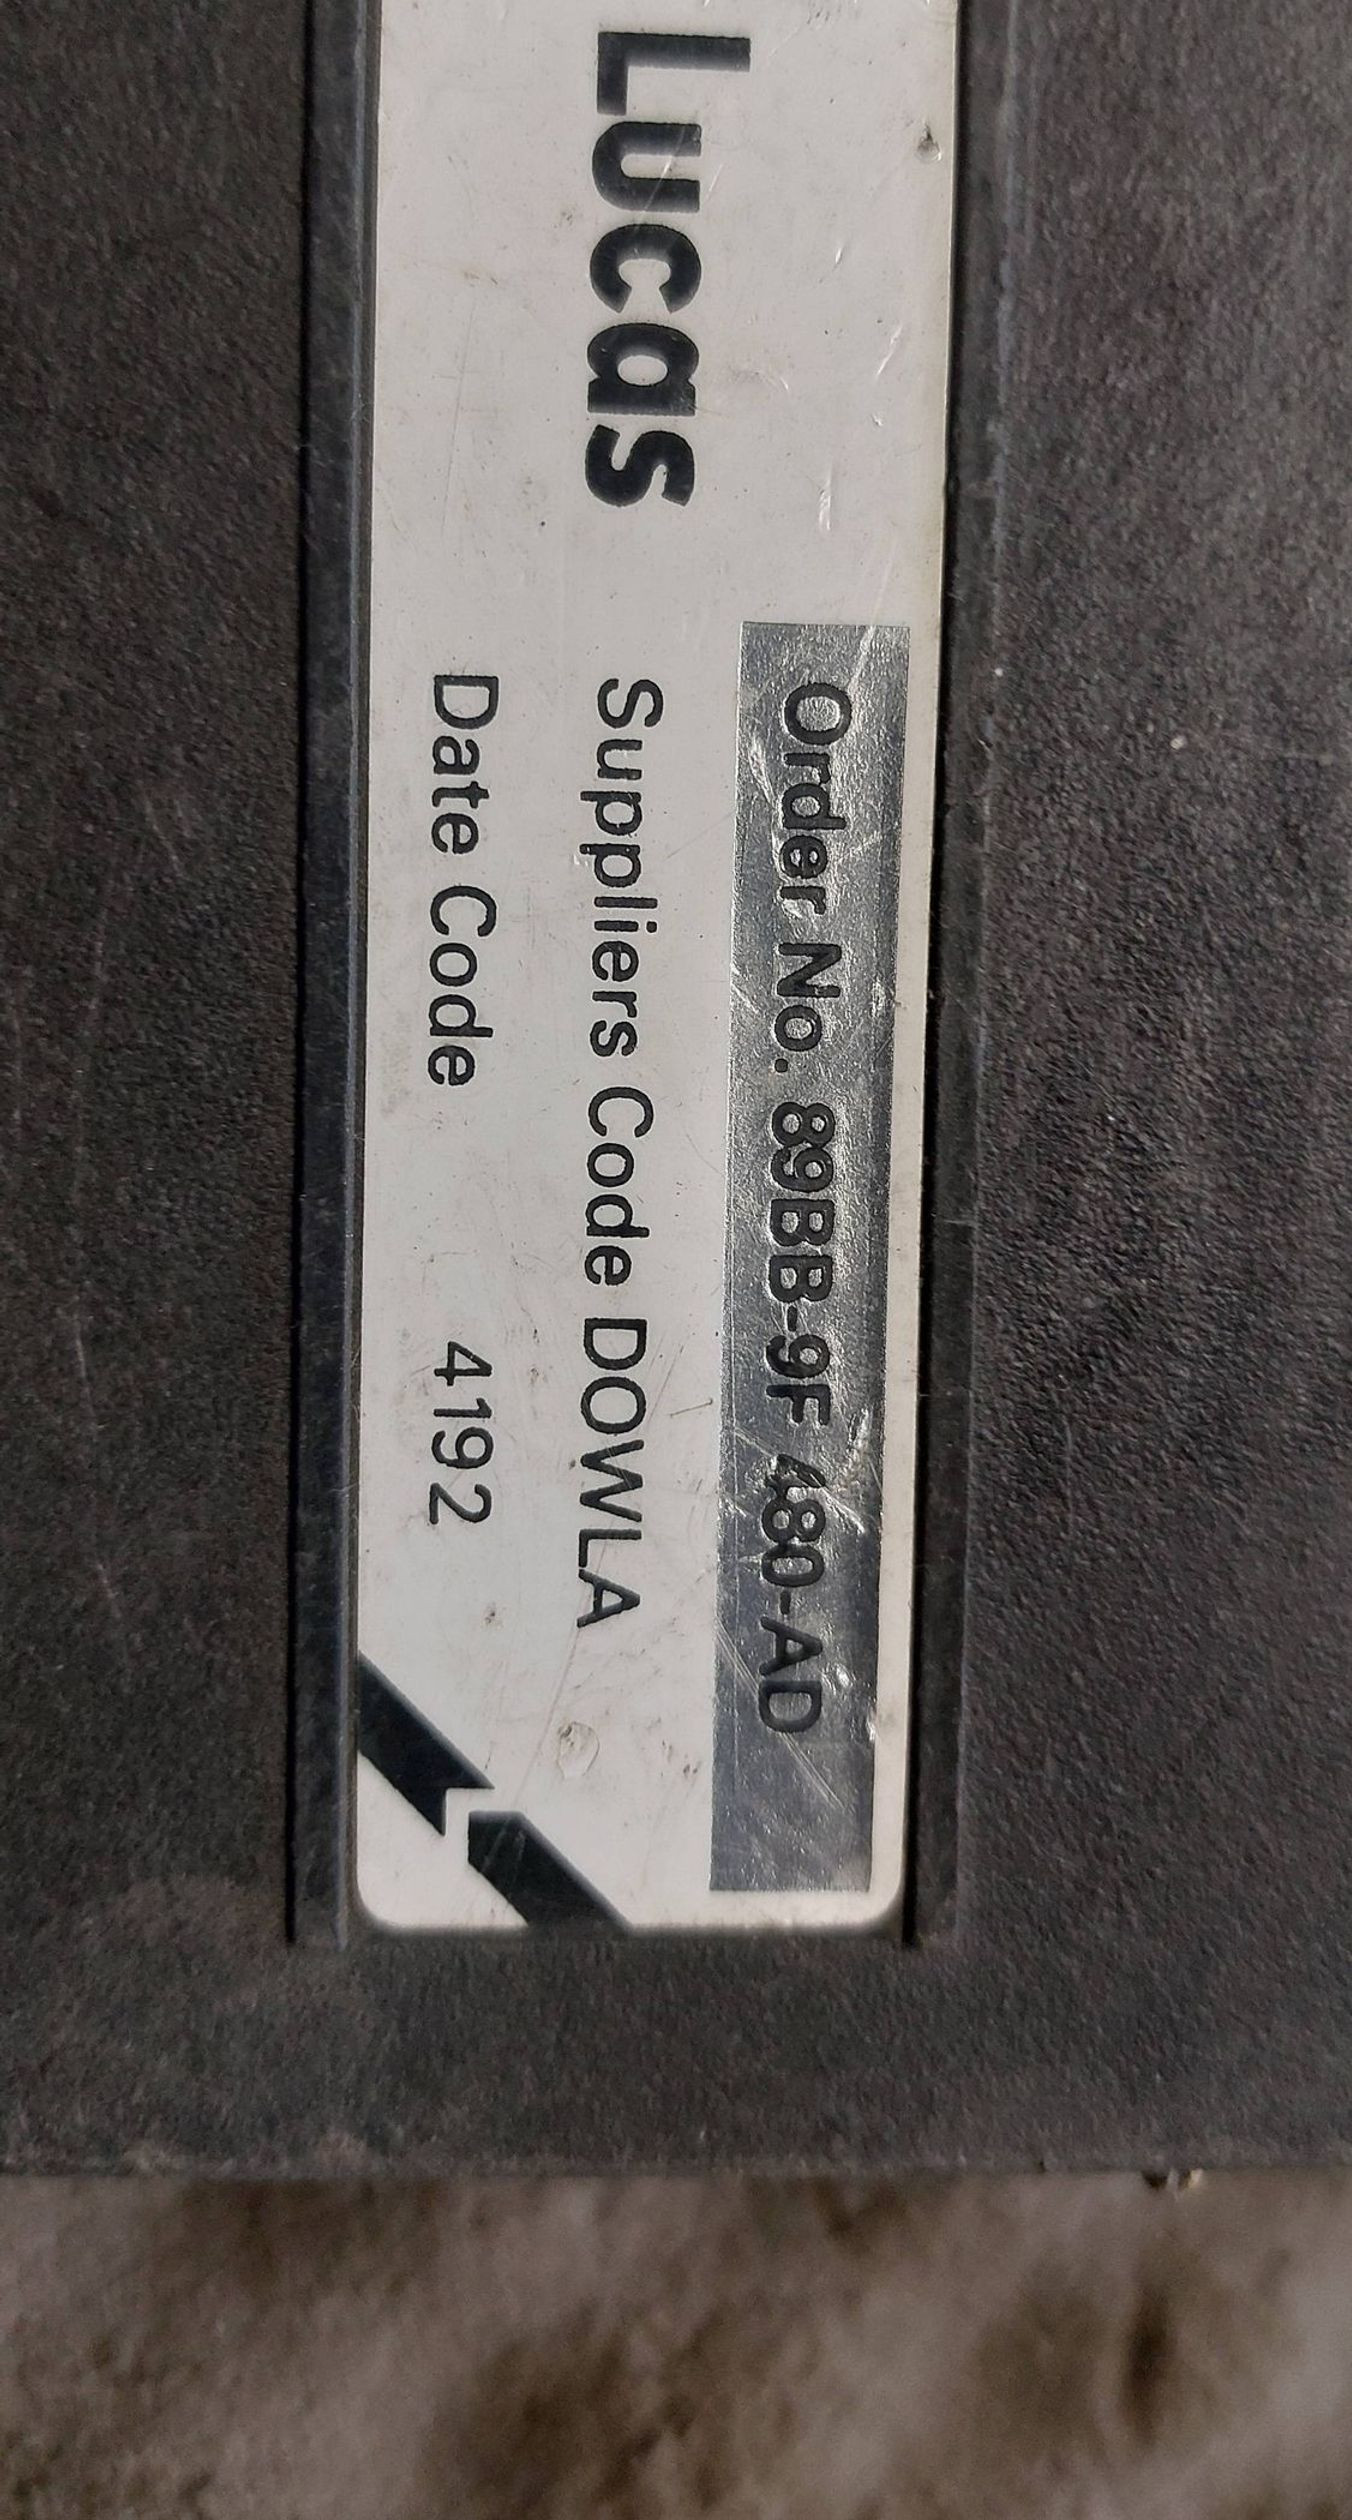 Lucas
Order No. 89BB-9F 480-AD
Suppliers Code DOWLA
Date Code 4192